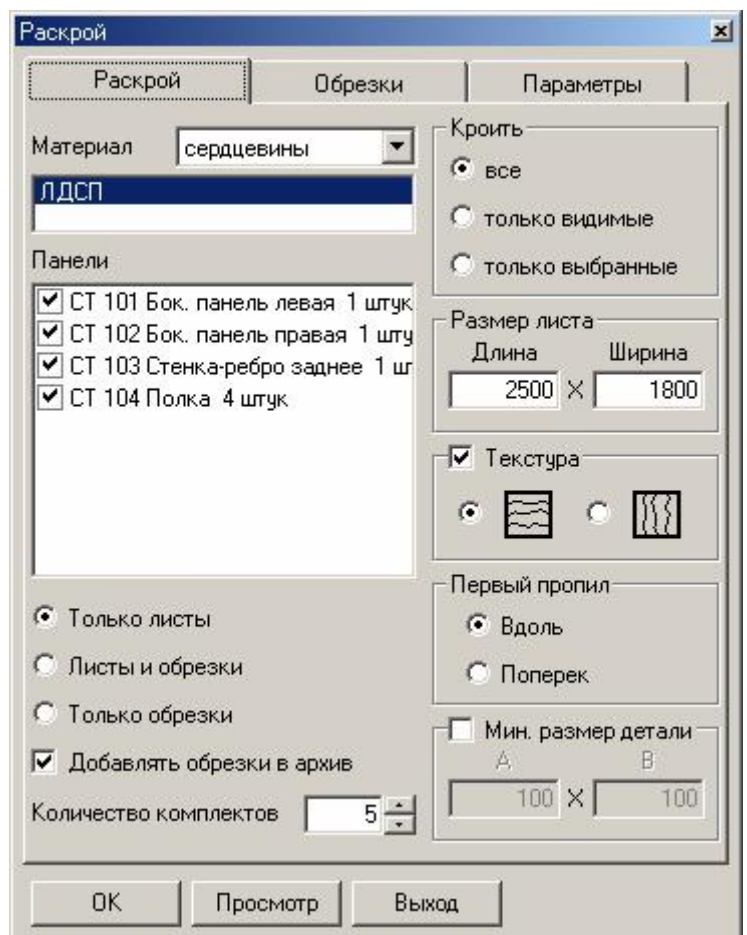 Раскрой
Раскрой Обрезки Параметры
Материал сердцевины
ЛДСП
Панели
СТ 101 Бок. панель левая 1 штук
СТ 102 Бок. панель правая 1 шту
СТ 103 Стенка-ребро заднее 1 шт
СТ 104 Полка 4 штук
Только листы
Листы и обрезки
Только обрезки
Добавлять обрезки в архив
Количество комплектов 5
Кроить
все
только видимые
только выбранные
Размер листа
Длина Ширина
2500 X 1800
Текстура
Первый пропил
Вдоль
Поперек
Мин. размер детали
A B
100 X 100
OK Просмотр Выход